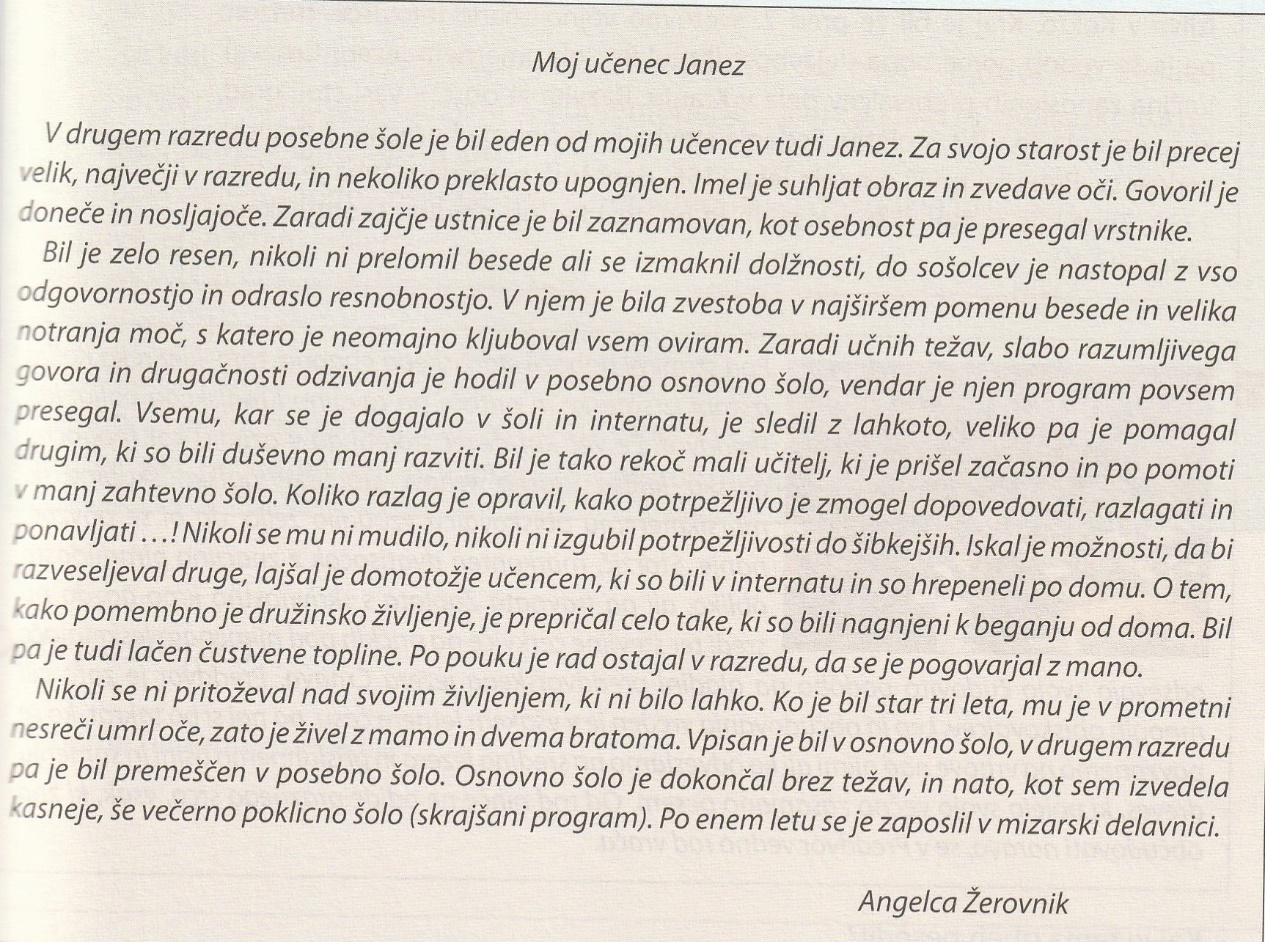 Moj učenec Janez
V drugem razredu posebne šole je bil eden od mojih učencev tudi Janez. Za svojo starost je bil precej
velik, največji v razredu, in nekoliko preklasto upognjen. Imel je suhljat obraz in zvedave oči. Govoril je
doneče in nosljajoče. Zaradi zajčje ustnice je bil zaznamovan, kot osebnost pa je presegal vrstnike.
Bil je zelo resen, nikoli ni prelomil besede ali se izmaknil dolžnosti, do sošolcev je nastopal z vso
odgovornostjo in odraslo resnobnostjo. V njem je bila zvestoba v najširšem pomenu besede in velika
notranja moč, s katero je neomajno kljuboval vsem oviram. Zaradi učnih težav, slabo razumljivega
govora in drugačnosti odzivanja je hodil v posebno osnovno šolo, vendar je njen program povsem
presegal. Vsemu, kar se je dogajalo v šoli in internatu, je sledil z lahkoto, veliko pa je pomagal
drugim, ki so bili duševno manj razviti. Bil je tako rekoč mali učitelj, ki je prišel začasno in po pomoti
v manj zahtevno šolo. Koliko razlag je opravil, kako potrpežljivo je zmogel dopovedovati, razlagati in
ponavljati …! Nikoli se mu ni mudilo, nikoli ni izgubil potrpežljivosti do šibkejših. Iskal je možnosti, da bi
razveseljeval druge, lajšal je domotožje učencem, ki so bili v internatu in so hrepeneli po domu. O tem,
kako pomembno je družinsko življenje, je prepričal celo take, ki so bili nagnjeni k beganju od doma. Bil
pa je tudi lačen čustvene topline. Po pouku je rad ostajal v razredu, da se je pogovarjal z mano.
Nikoli se ni pritoževal nad svojim življenjem, ki ni bilo lahko. Ko je bil star tri leta, mu je v prometni
nesreči umrl oče, zato je živel z mamo in dvema bratoma. Vpisan je bil v osnovno šolo, v drugem razredu
pa je bil premeščen v posebno šolo. Osnovno šolo je dokončal brez težav, in nato, kot sem izvedela
kasneje, še večerno poklicno šolo (skrajšani program). Po enem letu se je zaposlil v mizarski delavnici.
Angelca Žerovnik